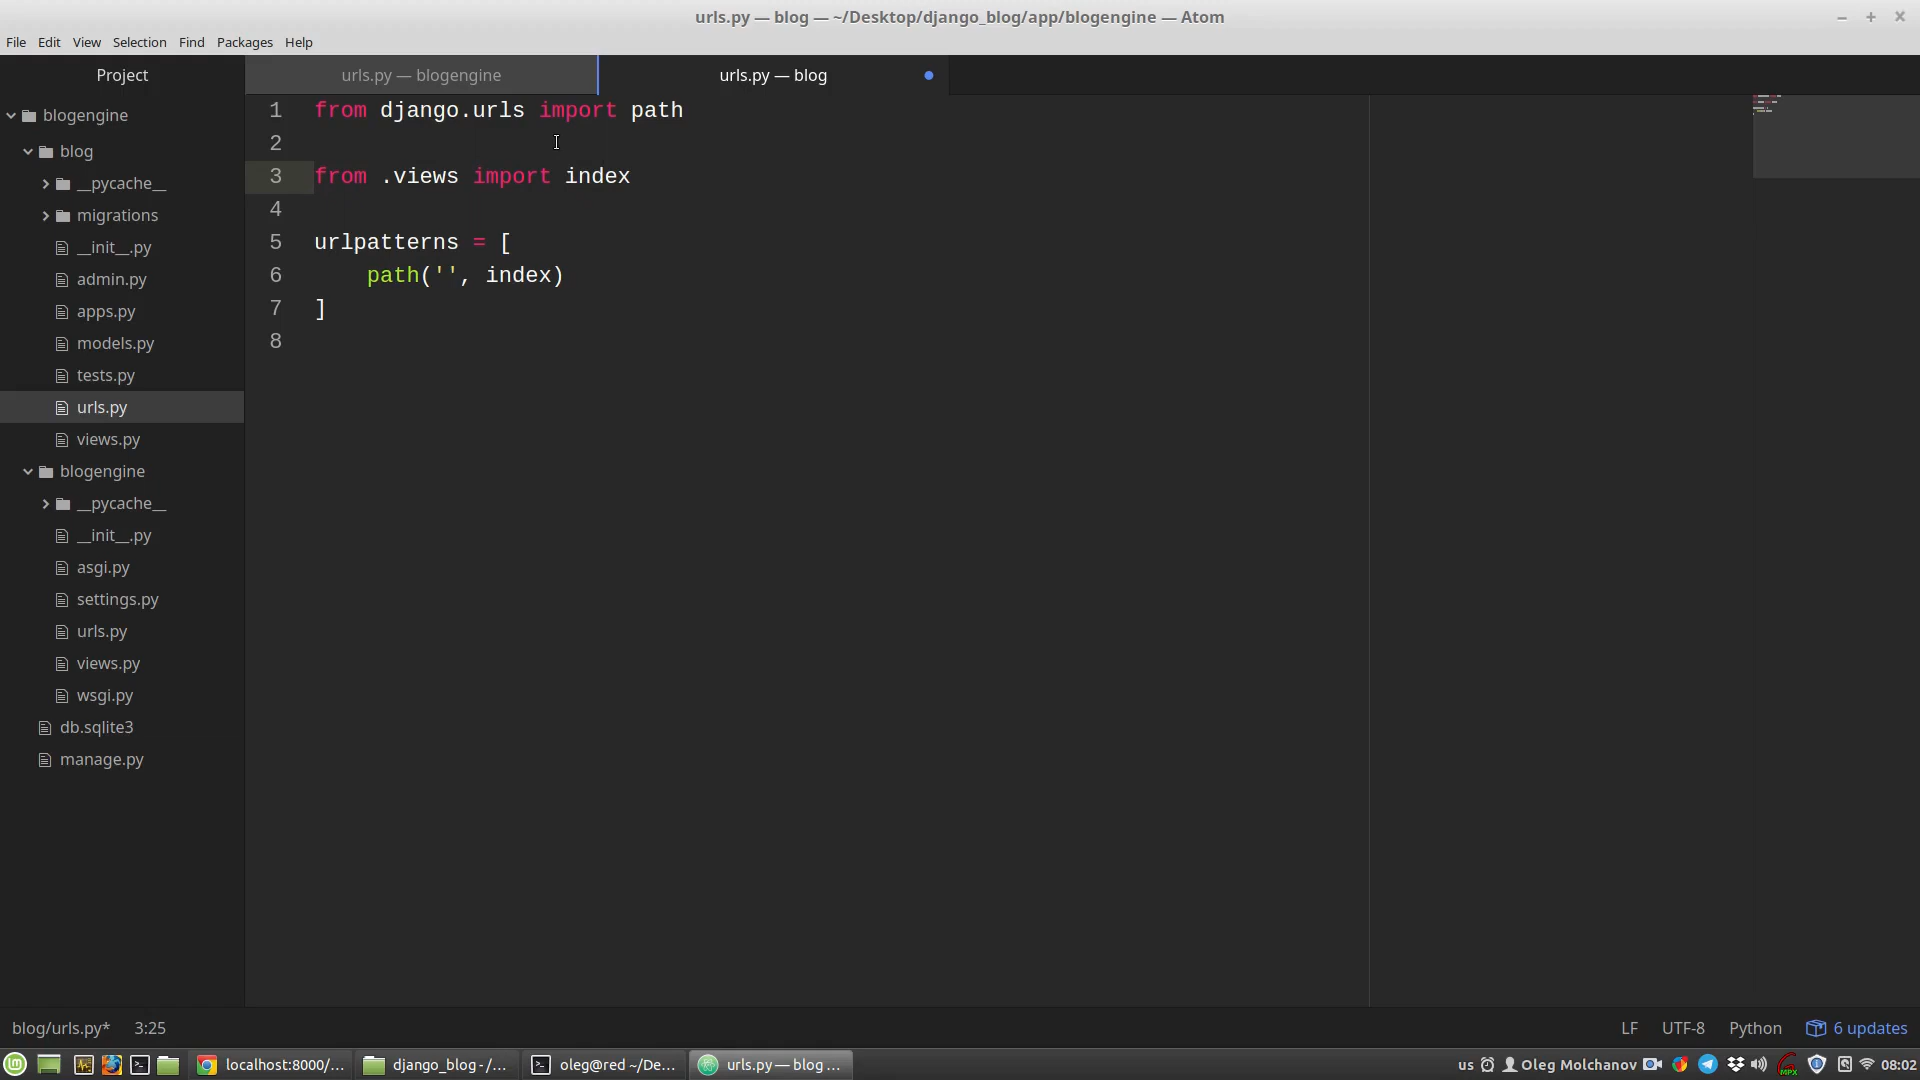 urls.py — blog — ~/Desktop/django_blog/app/blogengine — Atom
File Edit View Selection Find Packages Help
Project
blogengine
blog
__pycache__
migrations
__init__.py
admin.py
apps.py
models.py
tests.py
urls.py
views.py
blogengine
__pycache__
__init__.py
asgi.py
settings.py
urls.py
views.py
wsgi.py
db.sqlite3
manage.py
urls.py — blogengine
urls.py — blog
1 from django.urls import path
2
3 from .views import index
4
5 urlpatterns = [
6     path('', index)
7 ]
8
blog/urls.py* 3:25
LF UTF-8 Python 6 updates
localhost:8000/... django_blog - /... oleg@red ~/De... urls.py — blog ... us Oleg Molchanov MPX 08:02